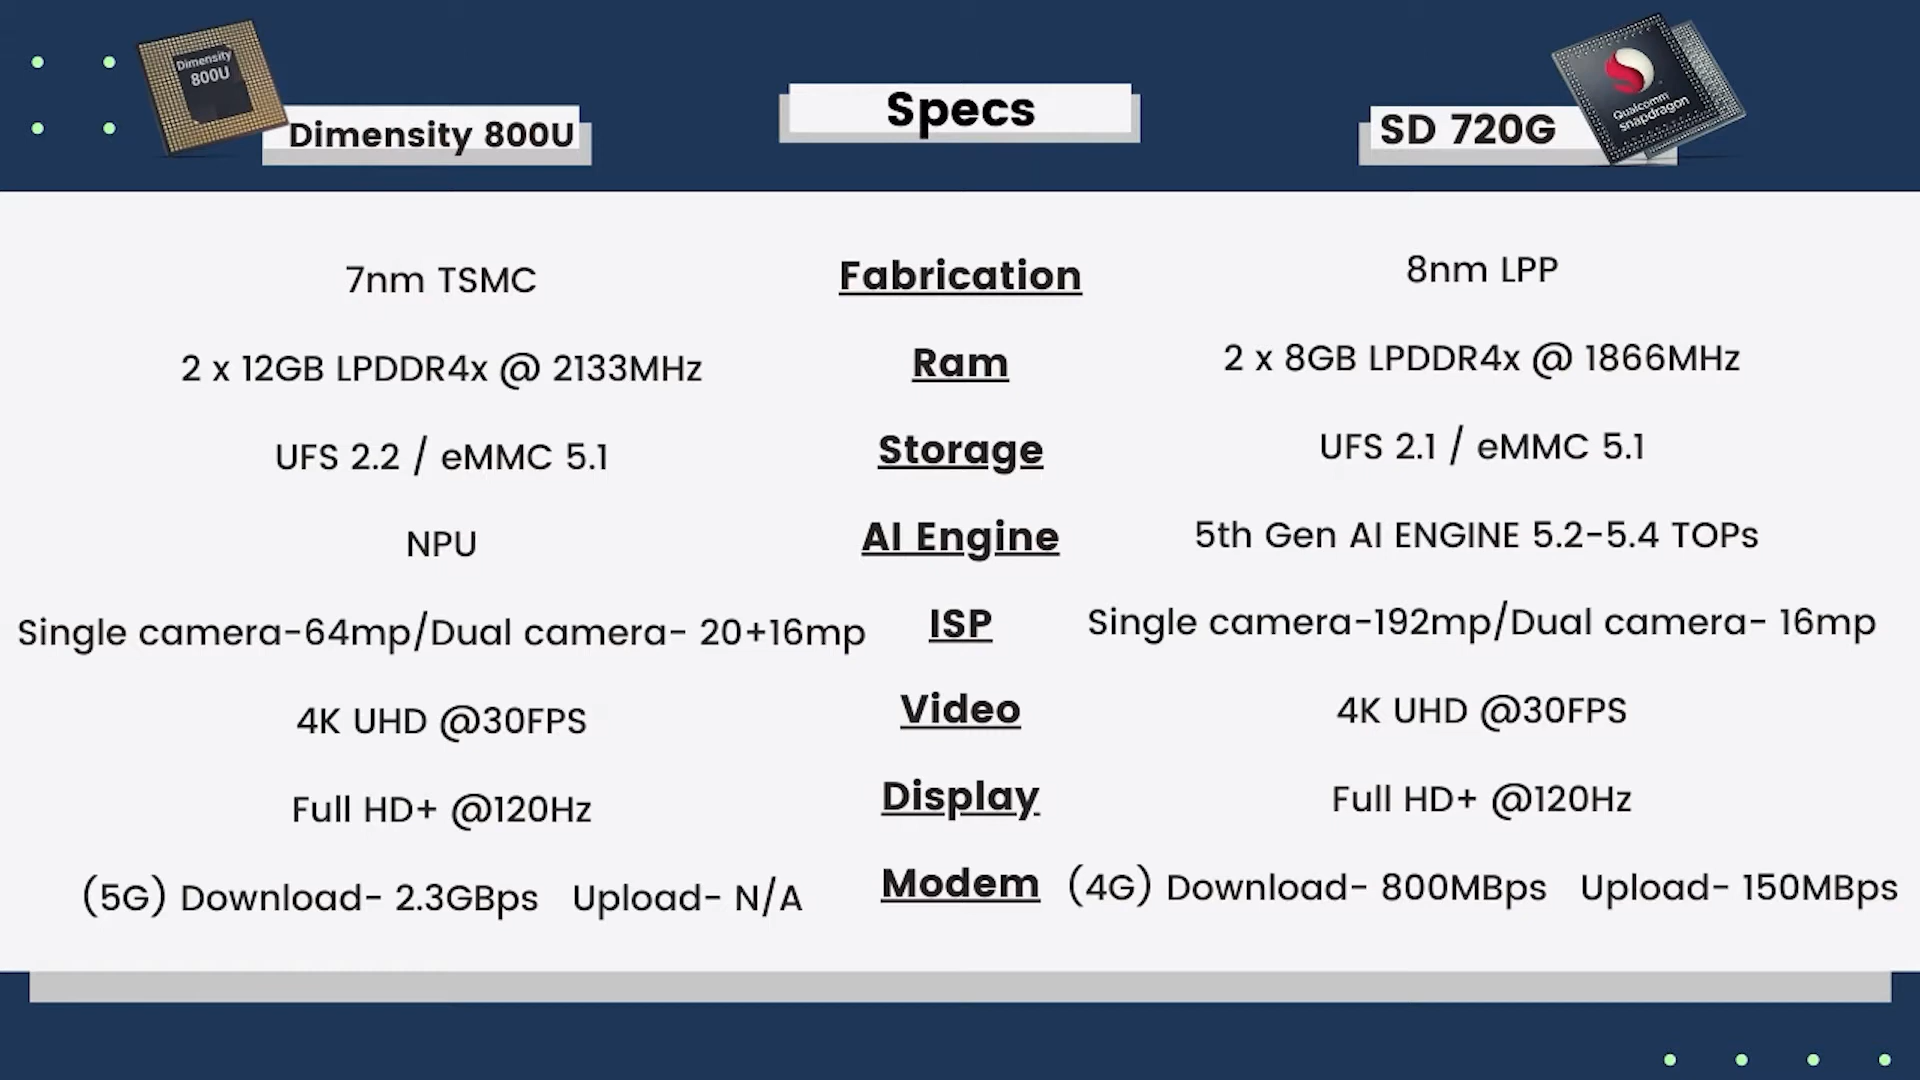 Dimensity
800U
Dimensity 800U
Specs
SD 720G
Qualcomm
snapdragon
7nm TSMC
Fabrication
8nm LPP
2 x 12GB LPDDR4x @ 2133MHz
Ram
2 x 8GB LPDDR4x @ 1866MHz
UFS 2.2 / eMMC 5.1
Storage
UFS 2.1 / eMMC 5.1
NPU
AI Engine
5th Gen AI ENGINE 5.2-5.4 TOPs
Single camera-64mp/Dual camera- 20+16mp
ISP
Single camera-192mp/Dual camera- 16mp
4K UHD @30FPS
Video
4K UHD @30FPS
Full HD+ @120Hz
Display
Full HD+ @120Hz
(5G) Download- 2.3GBps Upload- N/A
Modem
(4G) Download- 800MBps Upload- 150MBps